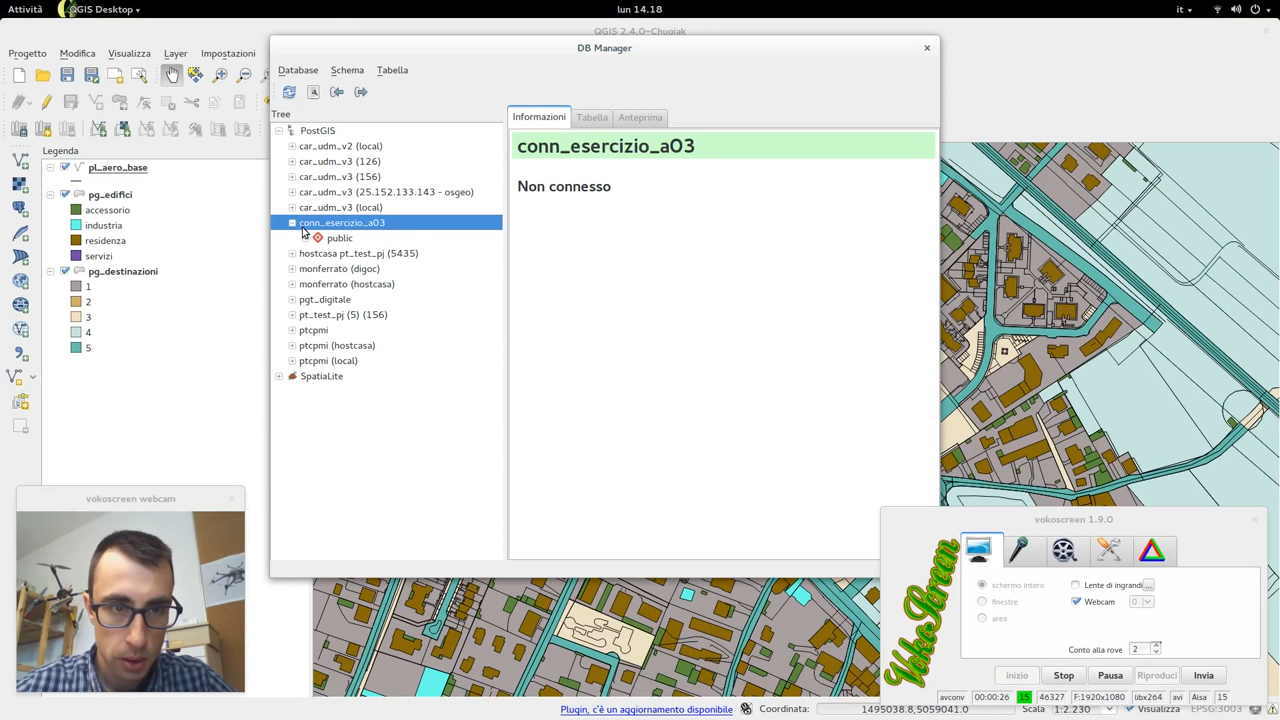 Attività
QGIS Desktop
lun 14.18
it
QGIS 2.4.0-Chugiak
Progetto Modifica Visualizza Layer Impostazioni
DB Manager
Database Schema Tabella
Tree
PostGIS
car_udm_v2 (local)
car_udm_v3 (126)
car_udm_v3 (156)
car_udm_v3 (25.152.133.143 - osgeo)
car_udm_v3 (local)
conn_esercizio_a03
public
hostcasa pt_test_pj (5435)
monferrato (digoc)
monferrato (hostcasa)
pgt_digitale
pt_test_pj (5) (156)
ptcpmi
ptcpmi (hostcasa)
ptcpmi (local)
SpatiaLite
Informazioni Tabella Anteprima
conn_esercizio_a03
Non connesso
Legenda
pl_aero_base
pg_edifici
accessorio
industria
residenza
servizi
pg_destinazioni
1
2
3
4
5
vokoscreen webcam
vokoscreen 1.9.0
VokoScreen
schermo intero
finestre
area
Lente di ingrandi ...
Webcam 0
Conto alla rove 2
inizio Stop Pausa Riproduci Invia
avconv 00:00:26 15 46327 F:1920x1080 libx264 avi Alsa 15
Plugin, c'è un aggiornamento disponibile
Coordinata: 1495038.8,5059041.0 Scala 1:2.230 Visualizza EPSG:3003